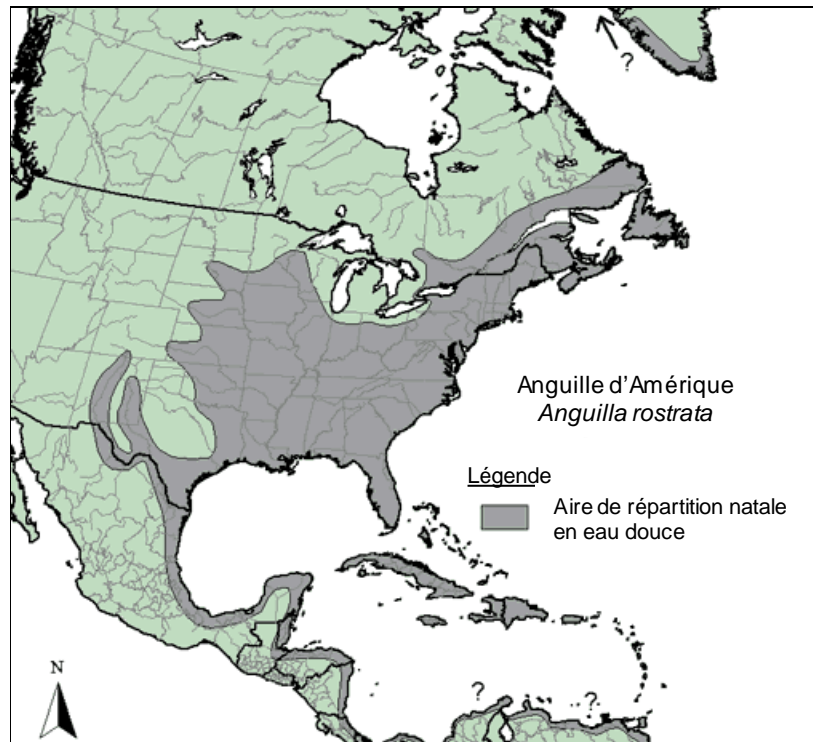 ?
Anguille d'Amérique
Anguilla rostrata
Légende
Aire de répartition natale
en eau douce
N
?
?